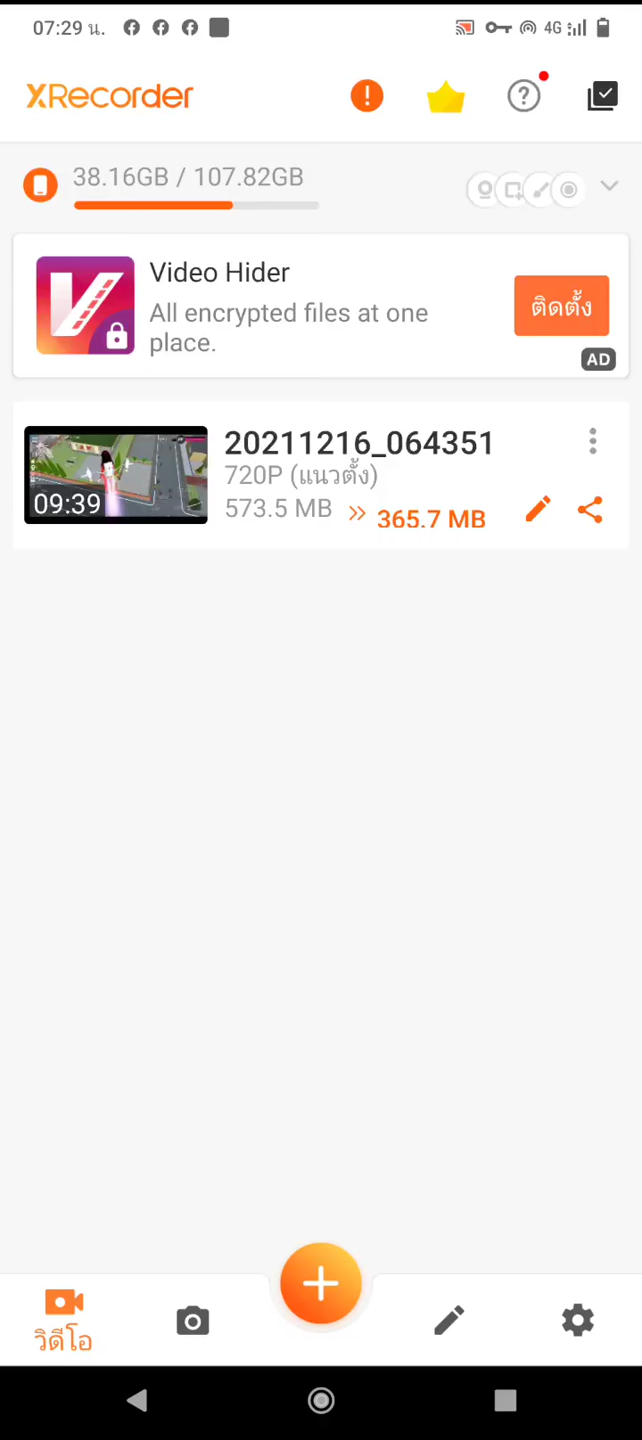 07:29 น. 4G
XRecorder
38.16GB / 107.82GB
Video Hider
All encrypted files at one
place.
ติดตั้ง
AD
20211216_064351
720P (แนวตั้ง)
573.5 MB >> 365.7 MB
09:39
วิดีโอ